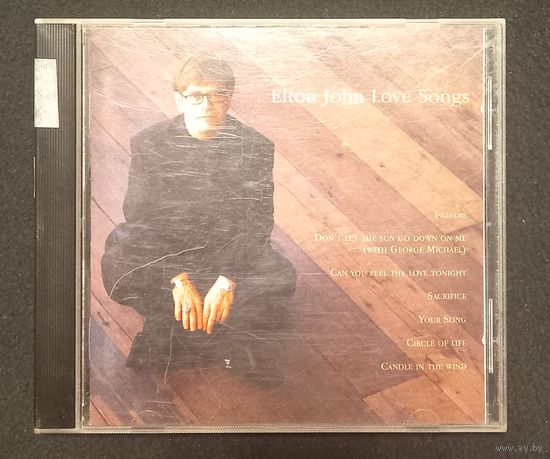 Elton John Love Songs
Includes
Don't let the sun go down on me
(with George Michael)
Can you feel the love tonight
Sacrifice
Your Song
Circle of life
Candle in the wind
www.ay.by